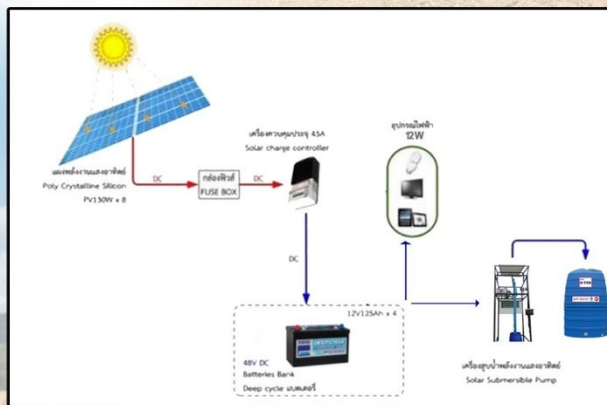 แผงพลังงานแสงอาทิตย์
Poly Crystalline Silicon
PV130W x 8
DC
กล่องฟิวส์
FUSE BOX
DC
เครื่องควบคุมประจุ 45A
Solar charge controller
DC
อุปกรณ์ไฟฟ้า
12W
12V125Ah x 4
48V DC
Batteries Bank
Deep cycle แบตเตอรี่
เครื่องสูบน้ำพลังงานแสงอาทิตย์
Solar Submersible Pump